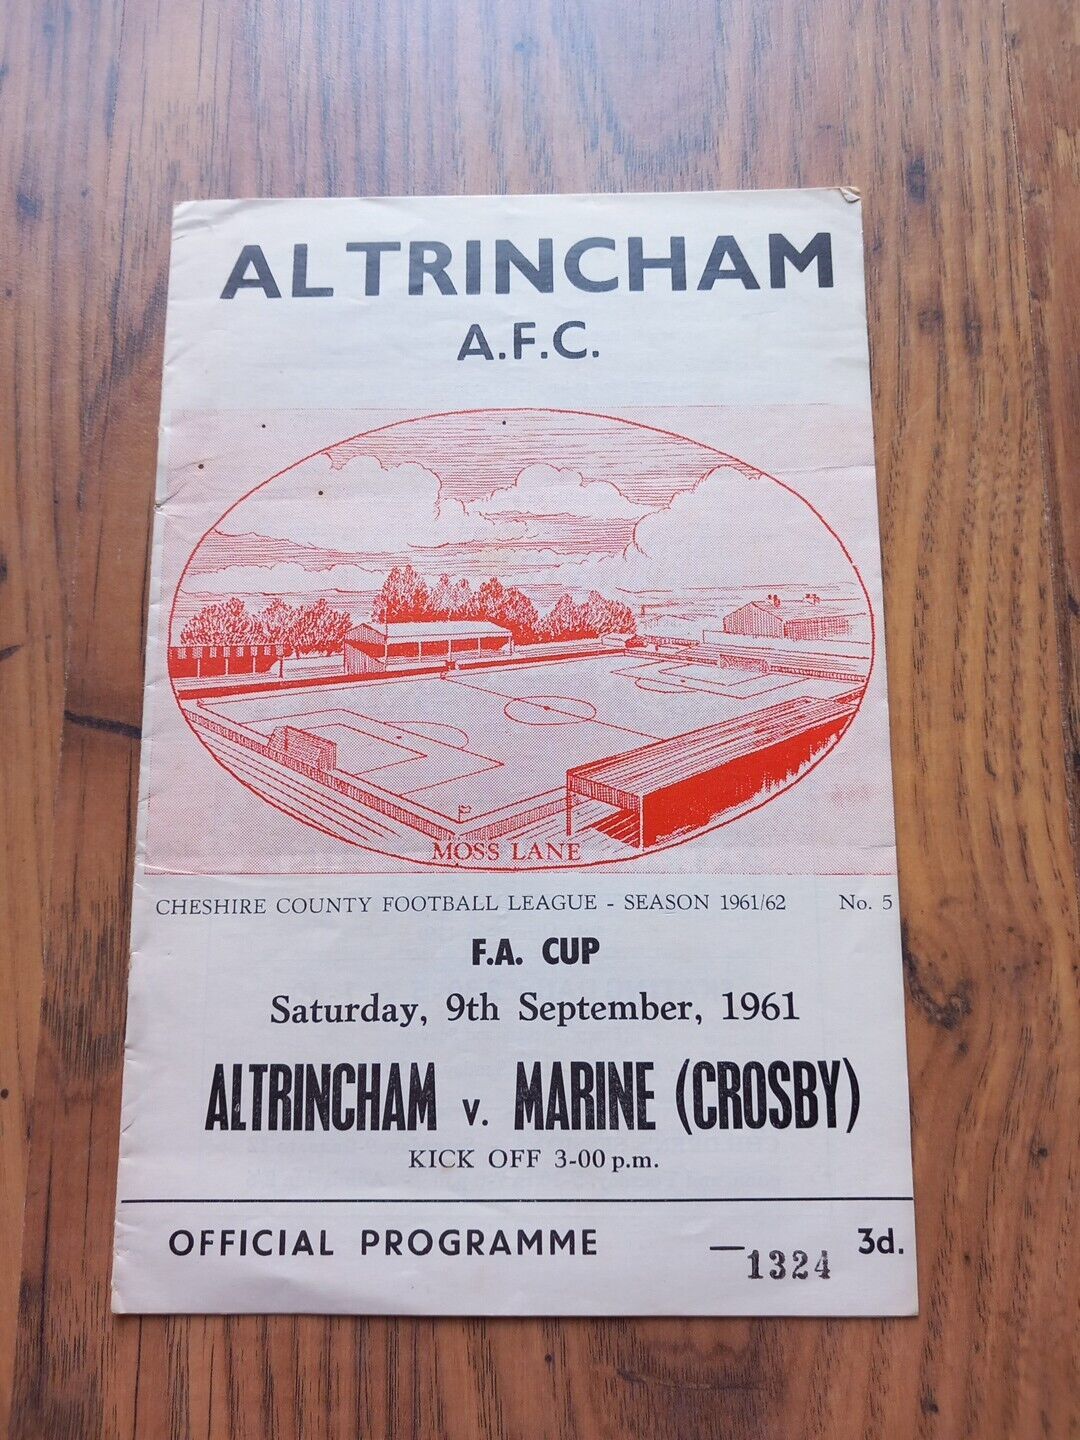 ALTRINCHAM
A.F.C.
MOSS LANE
CHESHIRE COUNTY FOOTBALL LEAGUE - SEASON 1961/62 No. 5
F.A. CUP
Saturday, 9th September, 1961
ALTRINCHAM v. MARINE (CROSBY)
KICK OFF 3-00 p.m.
OFFICIAL PROGRAMME —1324 3d.